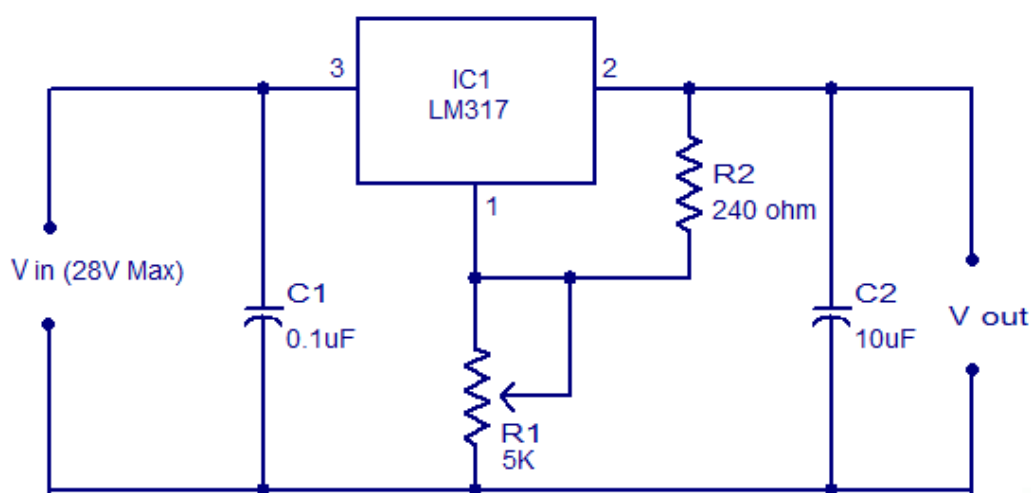 3
IC1
LM317
2
1
R2
240 ohm
V in (28V Max)
C1
0.1uF
C2
10uF
V out
R1
5K